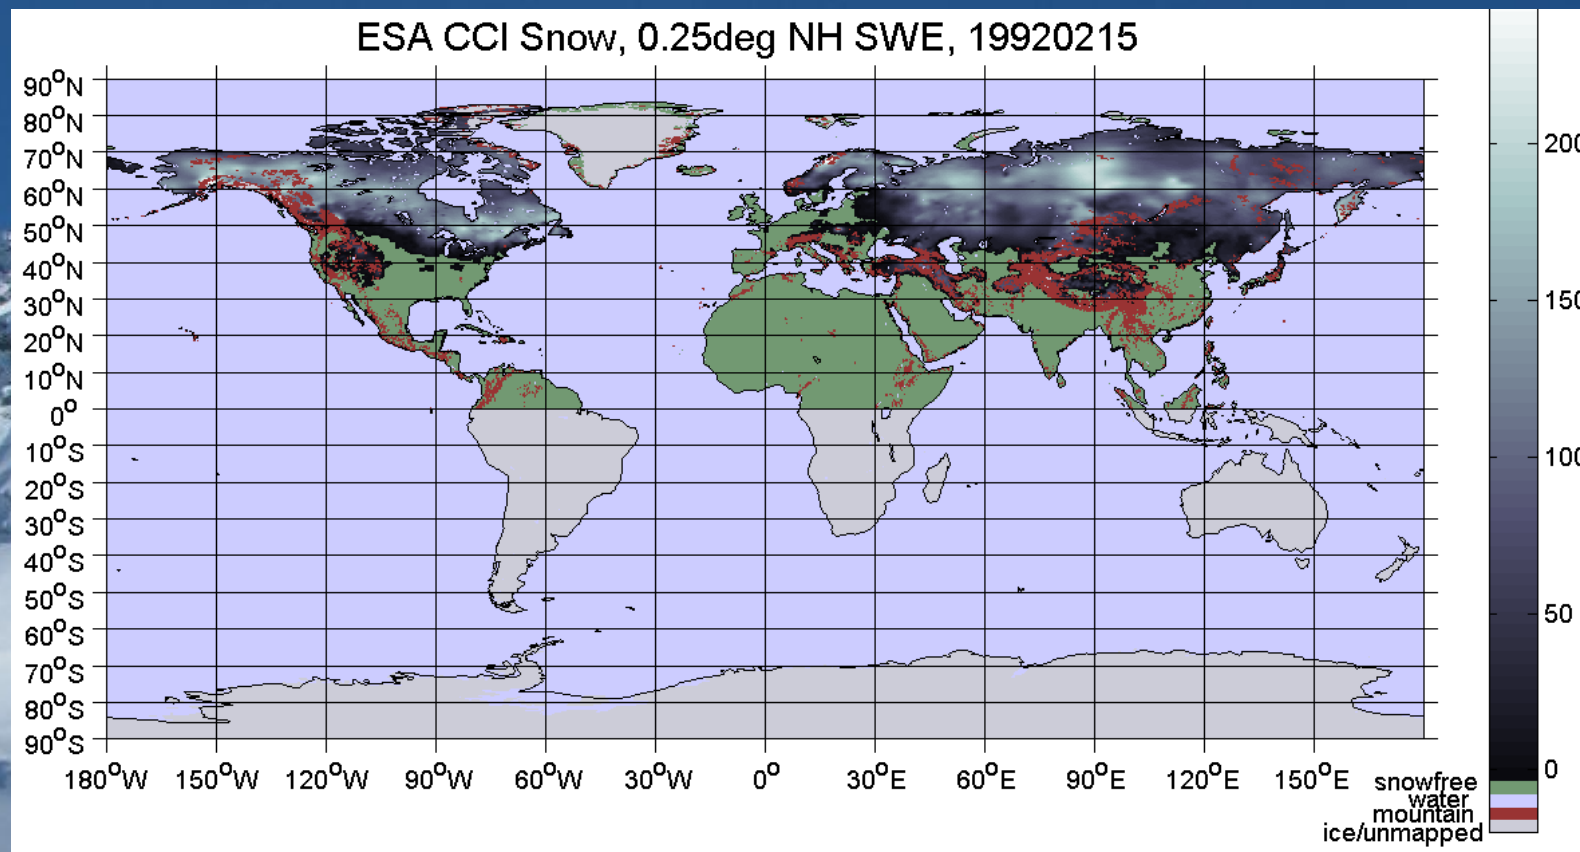 ESA CCI Snow, 0.25deg NH SWE, 19920215
90°N
80°N
70°N
60°N
50°N
40°N
30°N
20°N
10°N
0°
10°S
20°S
30°S
40°S
50°S
60°S
70°S
80°S
90°S
180°W 150°W 120°W 90°W 60°W 30°W 0° 30°E 60°E 90°E 120°E 150°E
200
150
100
50
0
snowfree
water
mountain
ice/unmapped